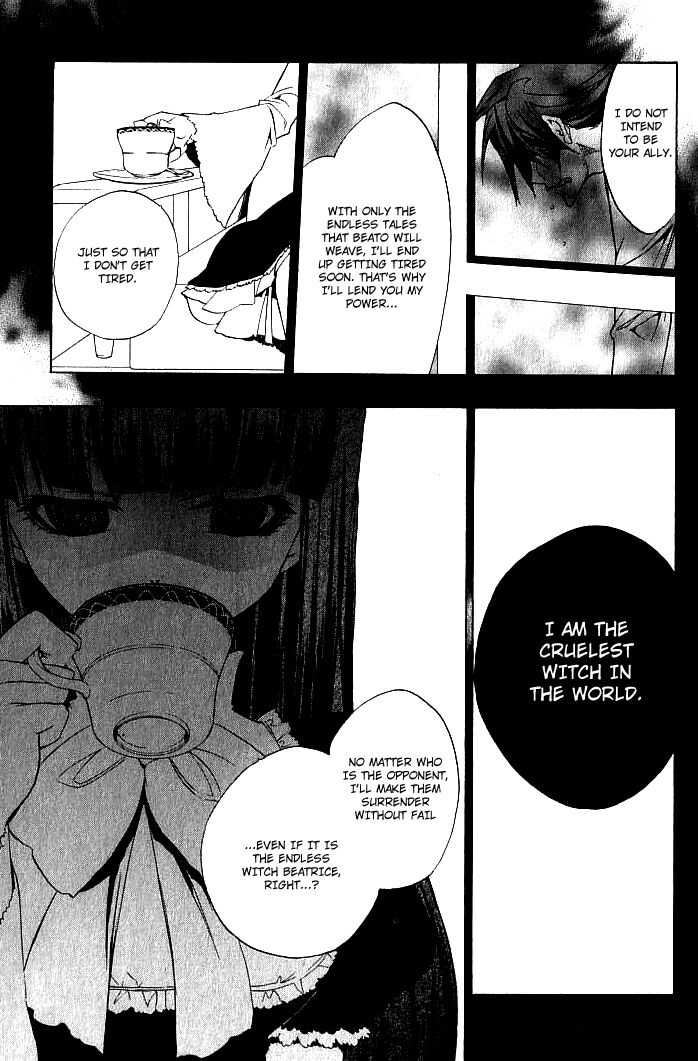 I DO NOT
INTEND
TO BE
YOUR ALLY.
WITH ONLY THE
ENDLESS TALES
THAT BEATO WILL
WEAVE, I'LL END
UP GETTING TIRED
SOON. THAT'S WHY
I'LL LEND YOU MY
POWER...
JUST SO THAT
I DON'T GET
TIRED.
I AM THE
CRUELEST
WITCH IN
THE WORLD.
NO MATTER WHO
IS THE OPPONENT,
I'LL MAKE THEM
SURRENDER
WITHOUT FAIL
...EVEN IF IT IS
THE ENDLESS
WITCH BEATRICE,
RIGHT...?